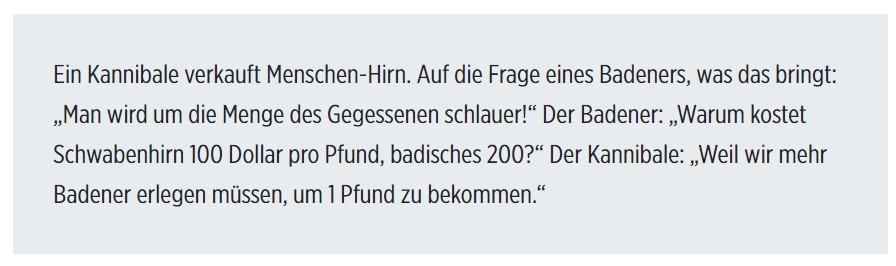 Ein Kannibale verkauft Menschen-Hirn. Auf die Frage eines Badeners, was das bringt:
„Man wird um die Menge des Gegessenen schlauer!“ Der Badener: „Warum kostet
Schwabenhirn 100 Dollar pro Pfund, badisches 200?“ Der Kannibale: „Weil wir mehr
Badener erlegen müssen, um 1 Pfund zu bekommen.“